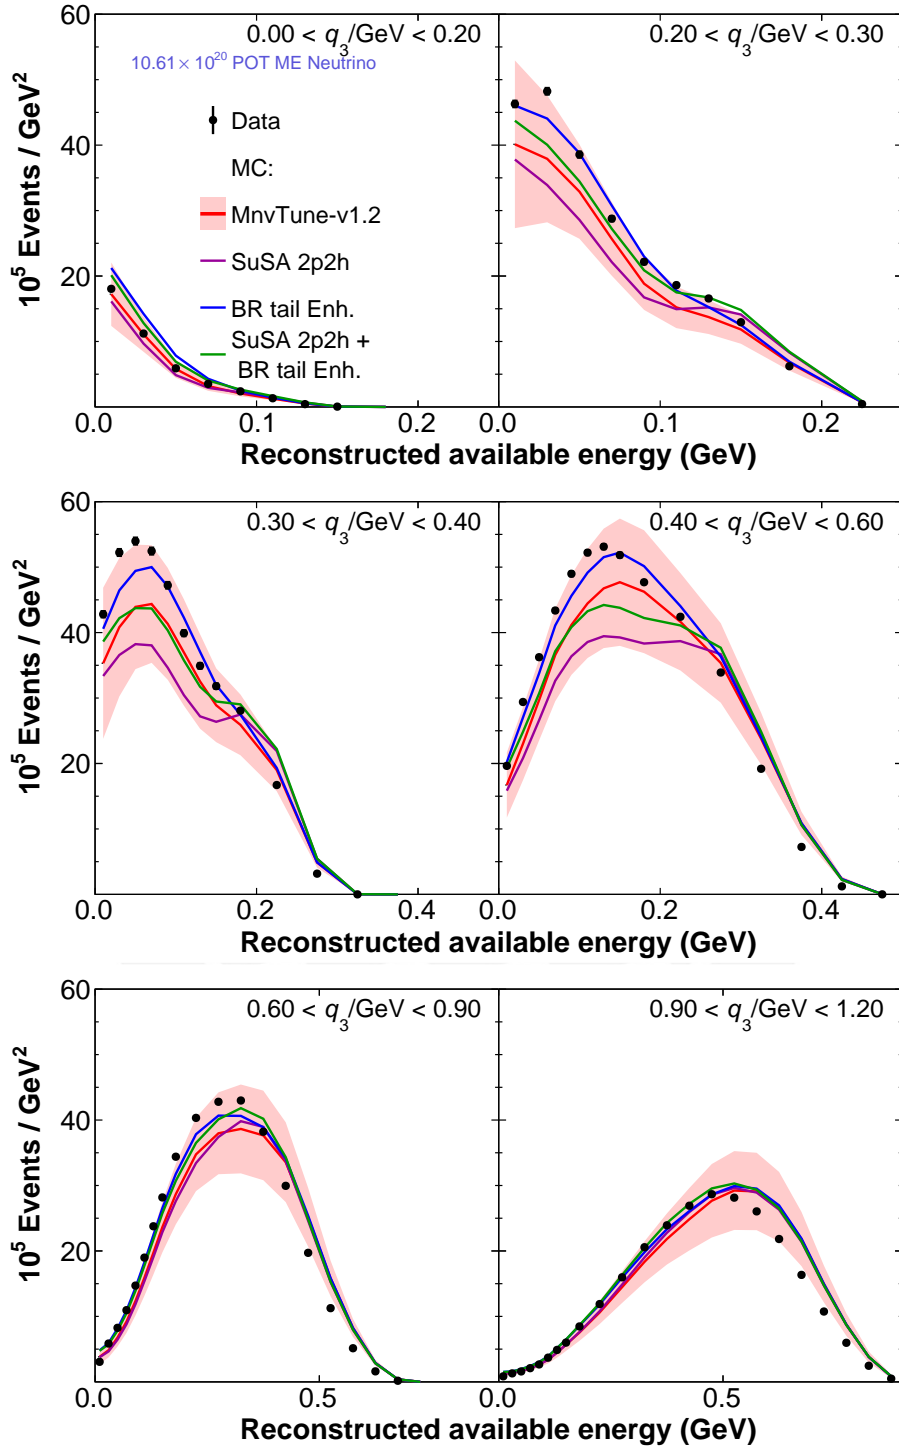 0.00 < q3/GeV < 0.20
0.20 < q3/GeV < 0.30
10.61 × 10^20 POT ME Neutrino
Data
MC:
MnvTune-v1.2
SuSA 2p2h
BR tail Enh.
SuSA 2p2h +
BR tail Enh.
10^5 Events / GeV^2
60
40
20
0
0.0 0.1 0.2
0.0 0.1 0.2
Reconstructed available energy (GeV)
0.30 < q3/GeV < 0.40
0.40 < q3/GeV < 0.60
10^5 Events / GeV^2
60
40
20
0
0.0 0.2 0.4
0.0 0.2 0.4
Reconstructed available energy (GeV)
0.60 < q3/GeV < 0.90
0.90 < q3/GeV < 1.20
10^5 Events / GeV^2
60
40
20
0
0.0 0.5
0.0 0.5
Reconstructed available energy (GeV)